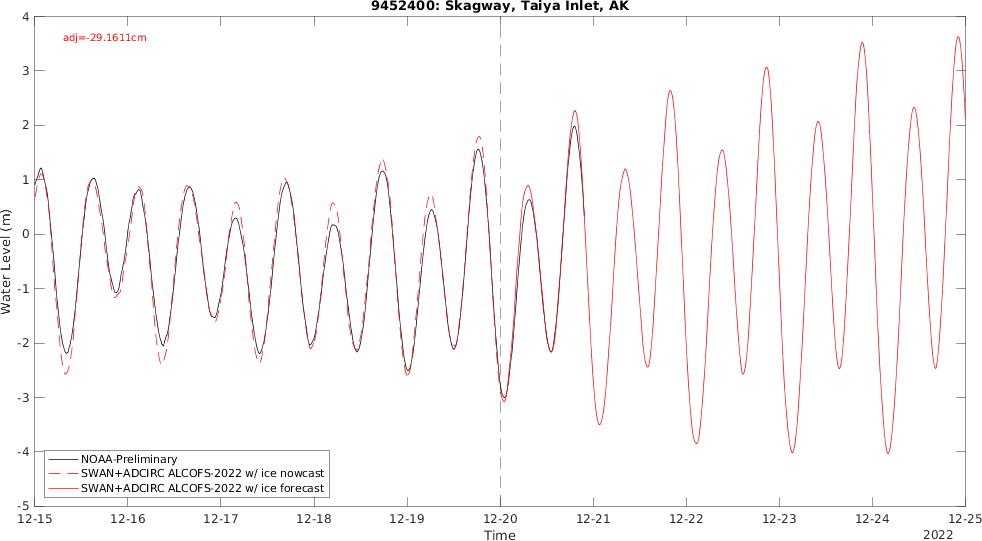 9452400: Skagway, Taiya Inlet, AK
adj=-29.1611cm
4
3
2
1
0
-1
-2
-3
-4
-5
Water Level (m)
NOAA-Preliminary
SWAN+ADCIRC ALCOFS-2022 w/ ice nowcast
SWAN+ADCIRC ALCOFS-2022 w/ ice forecast
12-15 12-16 12-17 12-18 12-19 12-20 12-21 12-22 12-23 12-24 12-25
Time
2022